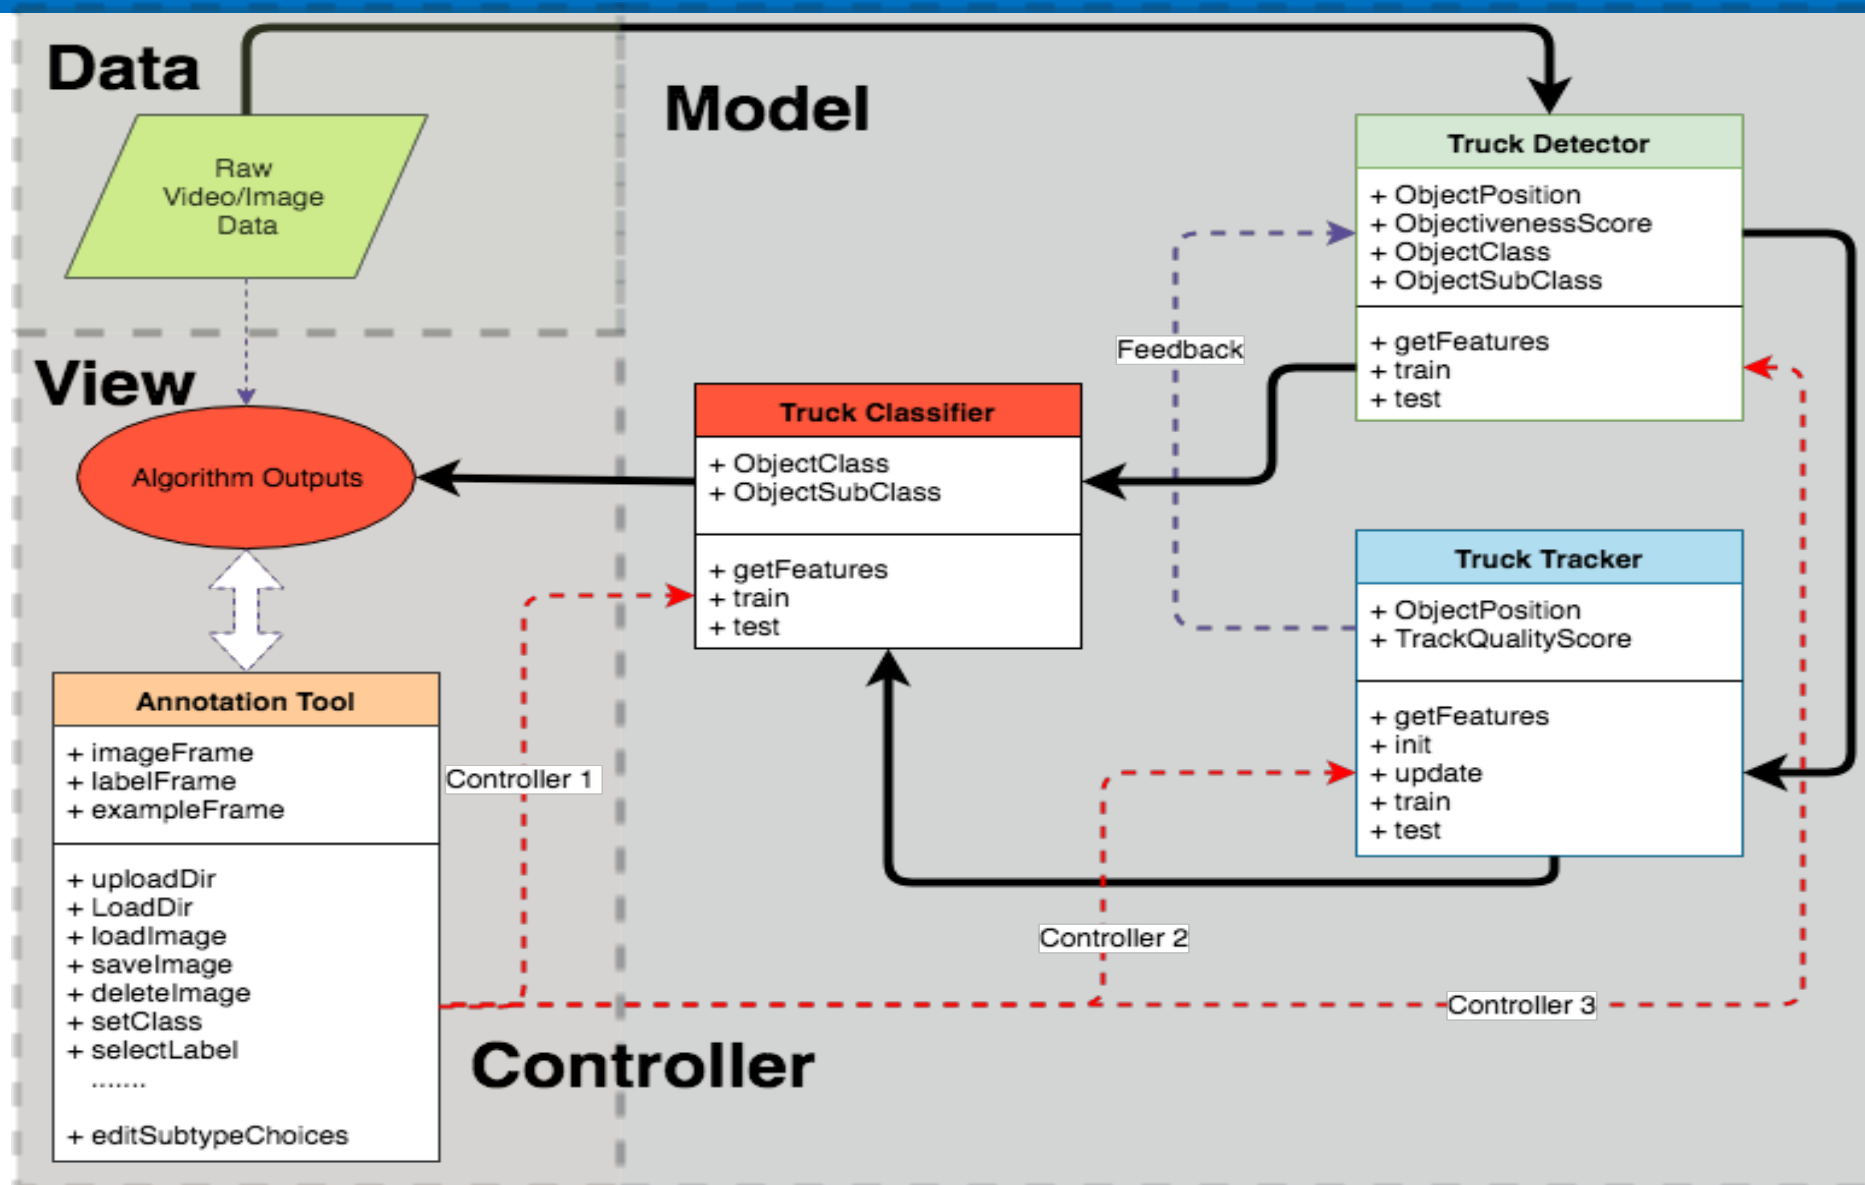 Data
Raw
Video/Image
Data
Model
Truck Detector
+ ObjectPosition
+ ObjectivenessScore
+ ObjectClass
+ ObjectSubClass
+ getFeatures
+ train
+ test
Feedback
View
Algorithm Outputs
Truck Classifier
+ ObjectClass
+ ObjectSubClass
+ getFeatures
+ train
+ test
Truck Tracker
+ ObjectPosition
+ TrackQualityScore
+ getFeatures
+ init
+ update
+ train
+ test
Annotation Tool
+ imageFrame
+ labelFrame
+ exampleFrame
+ uploadDir
+ LoadDir
+ loadImage
+ saveImage
+ deleteImage
+ setClass
+ selectLabel
.......
+ editSubtypeChoices
Controller 1
Controller 2
Controller 3
Controller